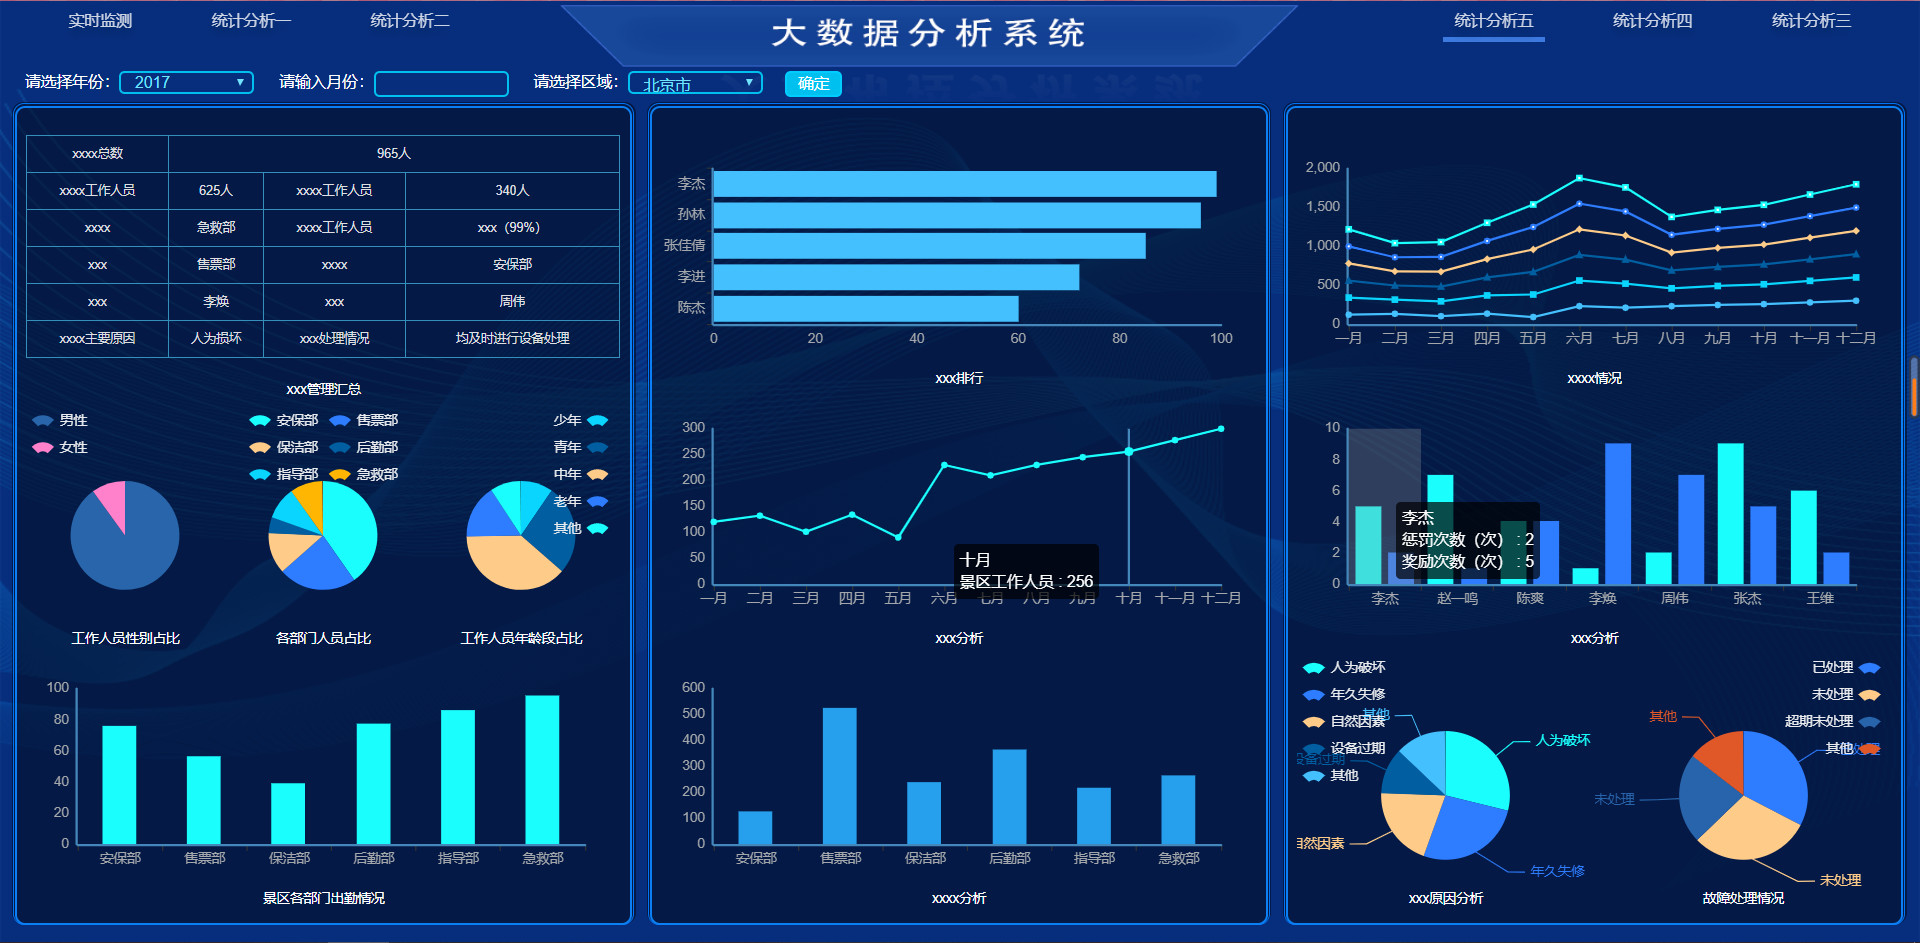 实时监测 统计分析一 统计分析二 大数据分析系统 统计分析五 统计分析四 统计分析三
请选择年份: 2017 请输入月份: 请选择区域: 北京市 确定
xxxx总数 965人
xxxx工作人员 625人 xxxx工作人员 340人
xxxx 急救部 xxxx工作人员 xxx（99%）
xxx 售票部 xxxx 安保部
xxx 李焕 xxx 周伟
xxxx主要原因 人为损坏 xxx处理情况 均及时进行设备处理
xxx管理汇总
男性
女性
安保部 售票部
保洁部 后勤部
指导部 急救部
少年
青年
中年
老年
其他
工作人员性别占比 各部门人员占比 工作人员年龄段占比
100
80
60
40
20
0
安保部 售票部 保洁部 后勤部 指导部 急救部
景区各部门出勤情况
李杰
孙林
张佳倩
李进
陈杰
0 20 40 60 80 100
xxx排行
300
250
200
150
100
50
0
十月
景区工作人员 : 256
一月 二月 三月 四月 五月 六月 七月 八月 九月 十月 十一月 十二月
xxx分析
600
500
400
300
200
100
0
安保部 售票部 保洁部 后勤部 指导部 急救部
xxxx分析
2,000
1,500
1,000
500
0
一月 二月 三月 四月 五月 六月 七月 八月 九月 十月 十一月 十二月
xxxx情况
10
8
6
4
2
0
李杰
惩罚次数（次） : 2
奖励次数（次） : 5
李杰 赵一鸣 陈爽 李焕 周伟 张杰 王维
xxx分析
人为破坏
年久失修
自然因素
设备过期
其他
其他
人为破坏
设备过期
自然因素
年久失修
xxx原因分析
已处理
未处理
超期未处理
其他
其他
未处理
未处理
故障处理情况